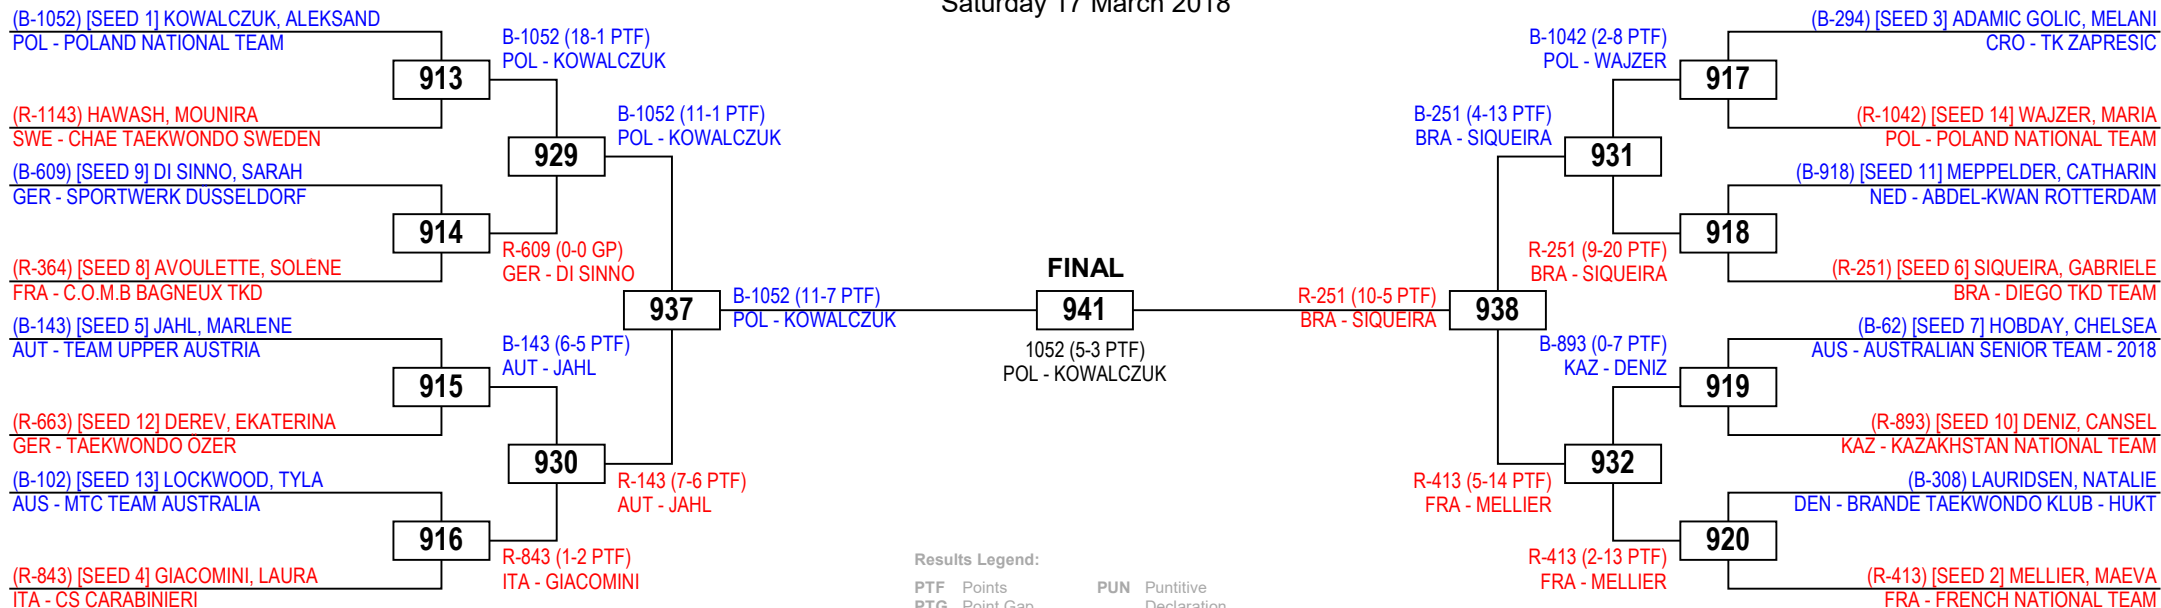 Saturday 17 March 2018
(B-1052) [SEED 1] KOWALCZUK, ALEKSAND
POL - POLAND NATIONAL TEAM
913
(R-1143) HAWASH, MOUNIRA
SWE - CHAE TAEKWONDO SWEDEN
(B-609) [SEED 9] DI SINNO, SARAH
GER - SPORTWERK DÜSSELDORF
914
(R-364) [SEED 8] AVOULETTE, SOLÈNE
FRA - C.O.M.B BAGNEUX TKD
(B-143) [SEED 5] JAHL, MARLENE
AUT - TEAM UPPER AUSTRIA
915
(R-663) [SEED 12] DEREV, EKATERINA
GER - TAEKWONDO ÖZER
(B-102) [SEED 13] LOCKWOOD, TYLA
AUS - MTC TEAM AUSTRALIA
916
(R-843) [SEED 4] GIACOMINI, LAURA
ITA - CS CARABINIERI
B-1052 (18-1 PTF)
POL - KOWALCZUK
929
R-609 (0-0 GP)
GER - DI SINNO
B-143 (6-5 PTF)
AUT - JAHL
930
R-843 (1-2 PTF)
ITA - GIACOMINI
B-1052 (11-1 PTF)
POL - KOWALCZUK
937
R-143 (7-6 PTF)
AUT - JAHL
B-1052 (11-7 PTF)
POL - KOWALCZUK
FINAL
941
1052 (5-3 PTF)
POL - KOWALCZUK
R-251 (10-5 PTF)
BRA - SIQUEIRA
B-251 (4-13 PTF)
BRA - SIQUEIRA
938
R-413 (5-14 PTF)
FRA - MELLIER
B-1042 (2-8 PTF)
POL - WAJZER
931
R-251 (9-20 PTF)
BRA - SIQUEIRA
B-893 (0-7 PTF)
KAZ - DENIZ
932
R-413 (2-13 PTF)
FRA - MELLIER
(B-294) [SEED 3] ADAMIC GOLIC, MELANI
CRO - TK ZAPRESIC
917
(R-1042) [SEED 14] WAJZER, MARIA
POL - POLAND NATIONAL TEAM
(B-918) [SEED 11] MEPPELDER, CATHARIN
NED - ABDEL-KWAN ROTTERDAM
918
(R-251) [SEED 6] SIQUEIRA, GABRIELE
BRA - DIEGO TKD TEAM
(B-62) [SEED 7] HOBDAY, CHELSEA
AUS - AUSTRALIAN SENIOR TEAM - 2018
919
(R-893) [SEED 10] DENIZ, CANSEL
KAZ - KAZAKHSTAN NATIONAL TEAM
(B-308) LAURIDSEN, NATALIE
DEN - BRANDE TAEKWONDO KLUB - HUKT
920
(R-413) [SEED 2] MELLIER, MAEVA
FRA - FRENCH NATIONAL TEAM
Results Legend:
PTF Points PUN Puntitive
PTG Point Gap Declaration